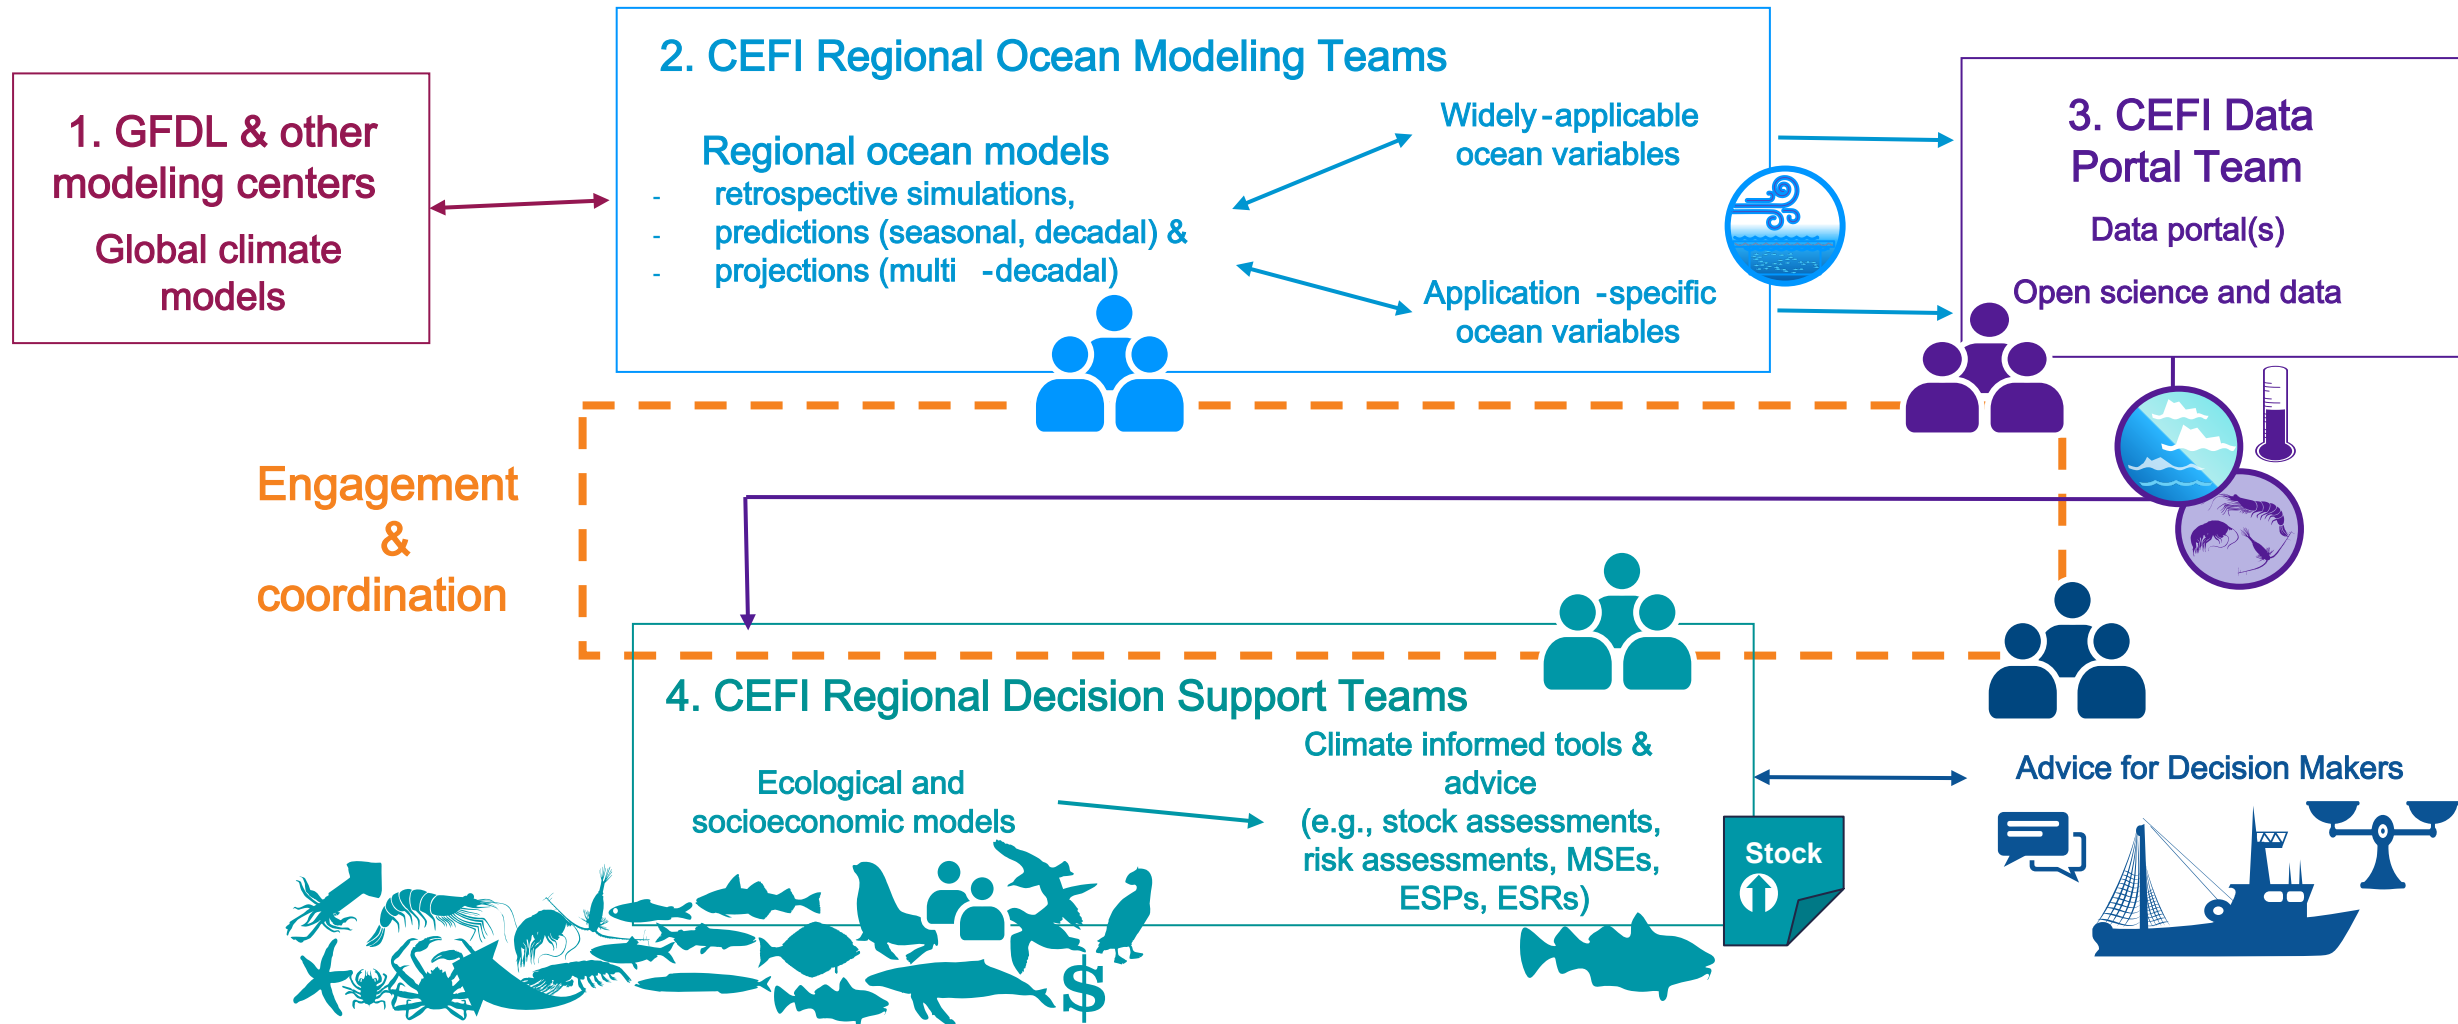 1. GFDL & other
modeling centers
Global climate
models
2. CEFI Regional Ocean Modeling Teams
Regional ocean models
- retrospective simulations,
- predictions (seasonal, decadal) &
- projections (multi -decadal)
Widely-applicable
ocean variables
Application -specific
ocean variables
3. CEFI Data
Portal Team
Data portal(s)
Open science and data
Engagement
&
coordination
4. CEFI Regional Decision Support Teams
Ecological and
socioeconomic models
Climate informed tools &
advice
(e.g., stock assessments,
risk assessments, MSEs,
ESPs, ESRs)
Stock
Advice for Decision Makers
$